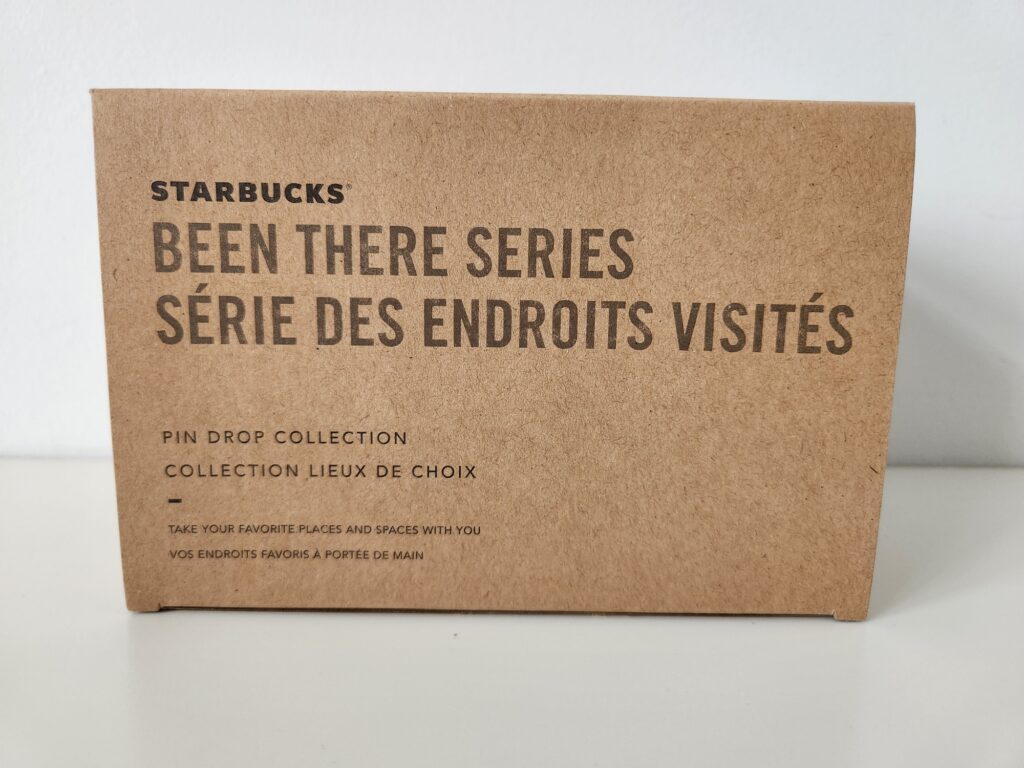 STARBUCKS®
BEEN THERE SERIES
SÉRIE DES ENDROITS VISITÉS
PIN DROP COLLECTION
COLLECTION LIEUX DE CHOIX
–
TAKE YOUR FAVORITE PLACES AND SPACES WITH YOU
VOS ENDROITS FAVORIS À PORTÉE DE MAIN